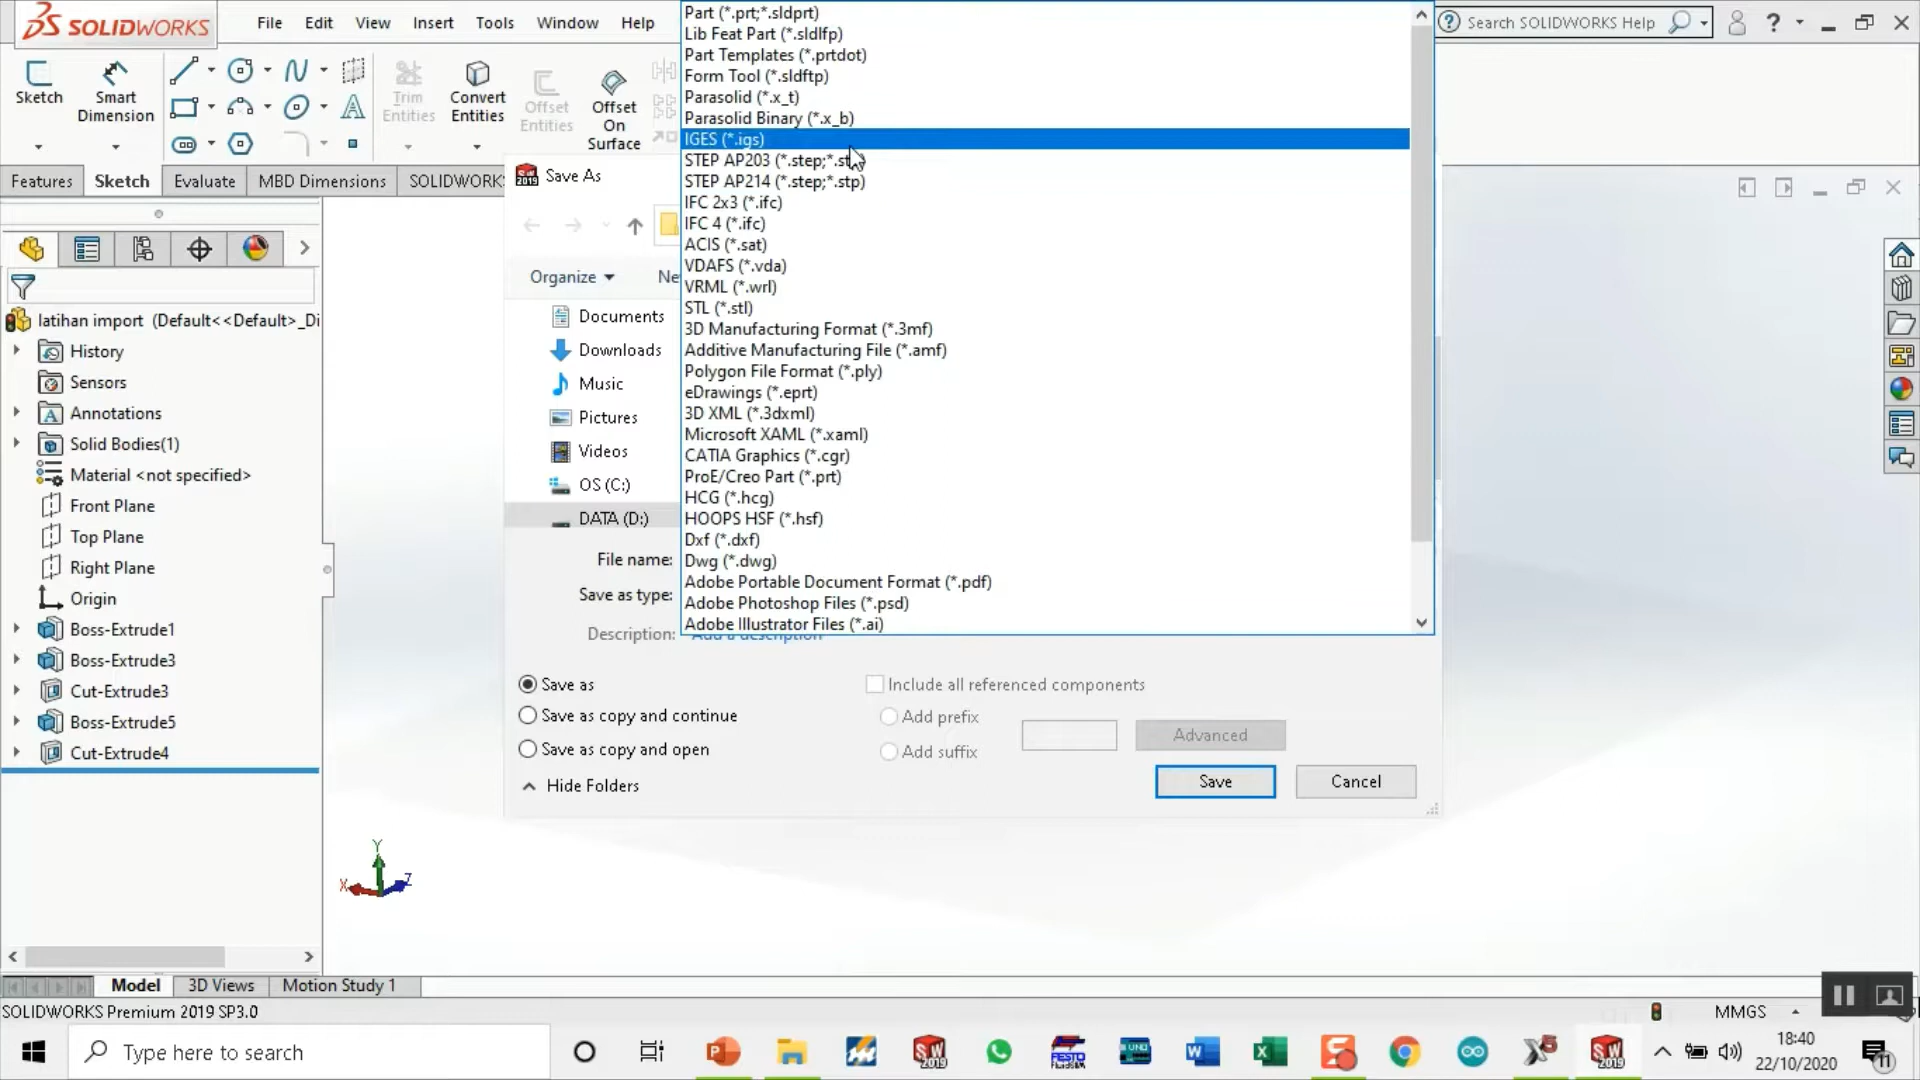 SOLIDWORKS
File Edit View Insert Tools Window Help
Search SOLIDWORKS Help
Sketch
Smart Dimension
Trim Entities
Convert Entities
Offset Entities
Offset On Surface
Features Sketch Evaluate MBD Dimensions SOLIDWORKS
Part (*.prt;*.sldprt)
Lib Feat Part (*.sldlfp)
Part Templates (*.prtdot)
Form Tool (*.sldftp)
Parasolid (*.x_t)
Parasolid Binary (*.x_b)
IGES (*.igs)
STEP AP203 (*.step;*.st
STEP AP214 (*.step;*.stp)
IFC 2x3 (*.ifc)
IFC 4 (*.ifc)
ACIS (*.sat)
VDAFS (*.vda)
VRML (*.wrl)
STL (*.stl)
3D Manufacturing Format (*.3mf)
Additive Manufacturing File (*.amf)
Polygon File Format (*.ply)
eDrawings (*.eprt)
3D XML (*.3dxml)
Microsoft XAML (*.xaml)
CATIA Graphics (*.cgr)
ProE/Creo Part (*.prt)
HCG (*.hcg)
HOOPS HSF (*.hsf)
Dxf (*.dxf)
Dwg (*.dwg)
Adobe Portable Document Format (*.pdf)
Adobe Photoshop Files (*.psd)
Adobe Illustrator Files (*.ai)
Save As
Organize Ne
Documents
Downloads
Music
Pictures
Videos
OS (C:)
DATA (D:)
File name:
Save as type:
Description: Add a description
Save as
Save as copy and continue
Save as copy and open
Include all referenced components
Add prefix
Add suffix
Advanced
Hide Folders
Save Cancel
latihan import (Default<<Default>_Di
History
Sensors
Annotations
Solid Bodies(1)
Material <not specified>
Front Plane
Top Plane
Right Plane
Origin
Boss-Extrude1
Boss-Extrude3
Cut-Extrude3
Boss-Extrude5
Cut-Extrude4
Y
X Z
Model 3D Views Motion Study 1
SOLIDWORKS Premium 2019 SP3.0
MMGS
Type here to search
18:40
22/10/2020
11